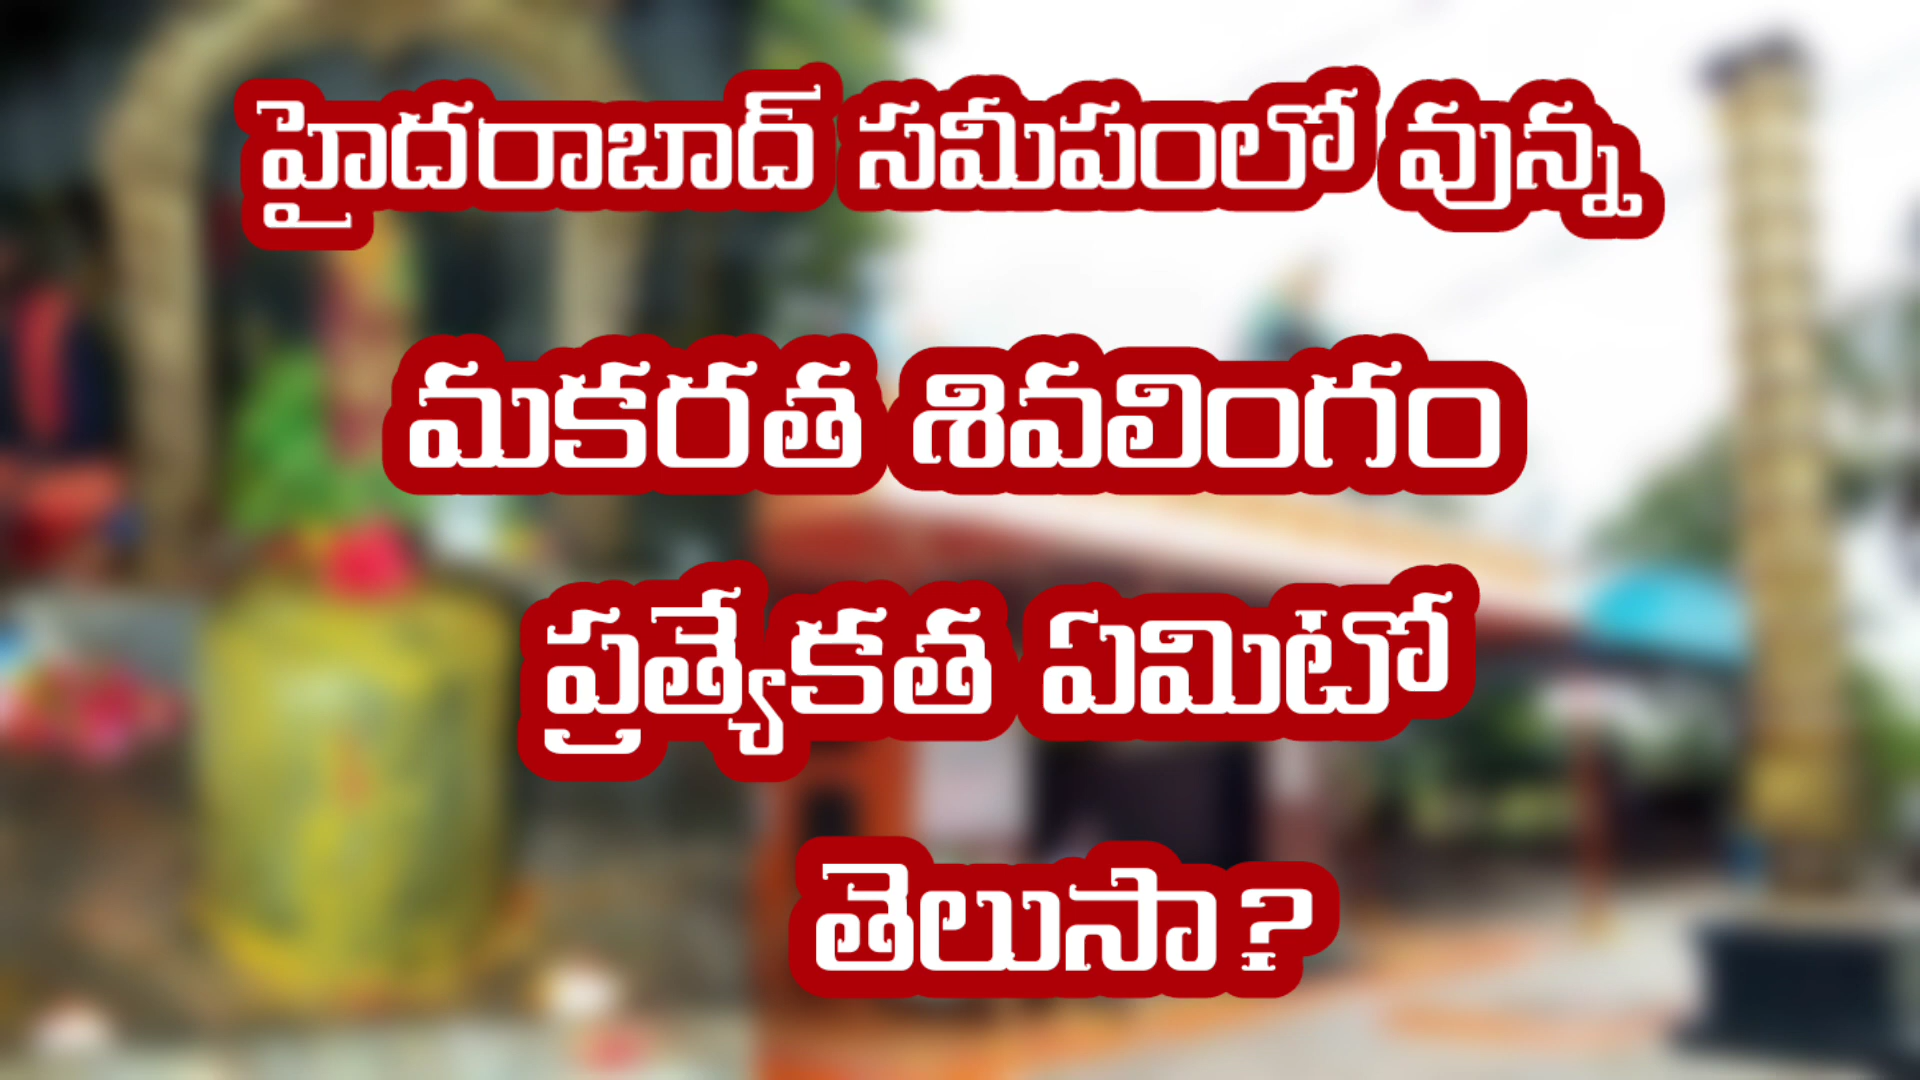 హైదరాబాద్ సమీపంలో వున్న
మకరత శివలింగం
ప్రత్యేకత ఏమిటో
తెలుసా?